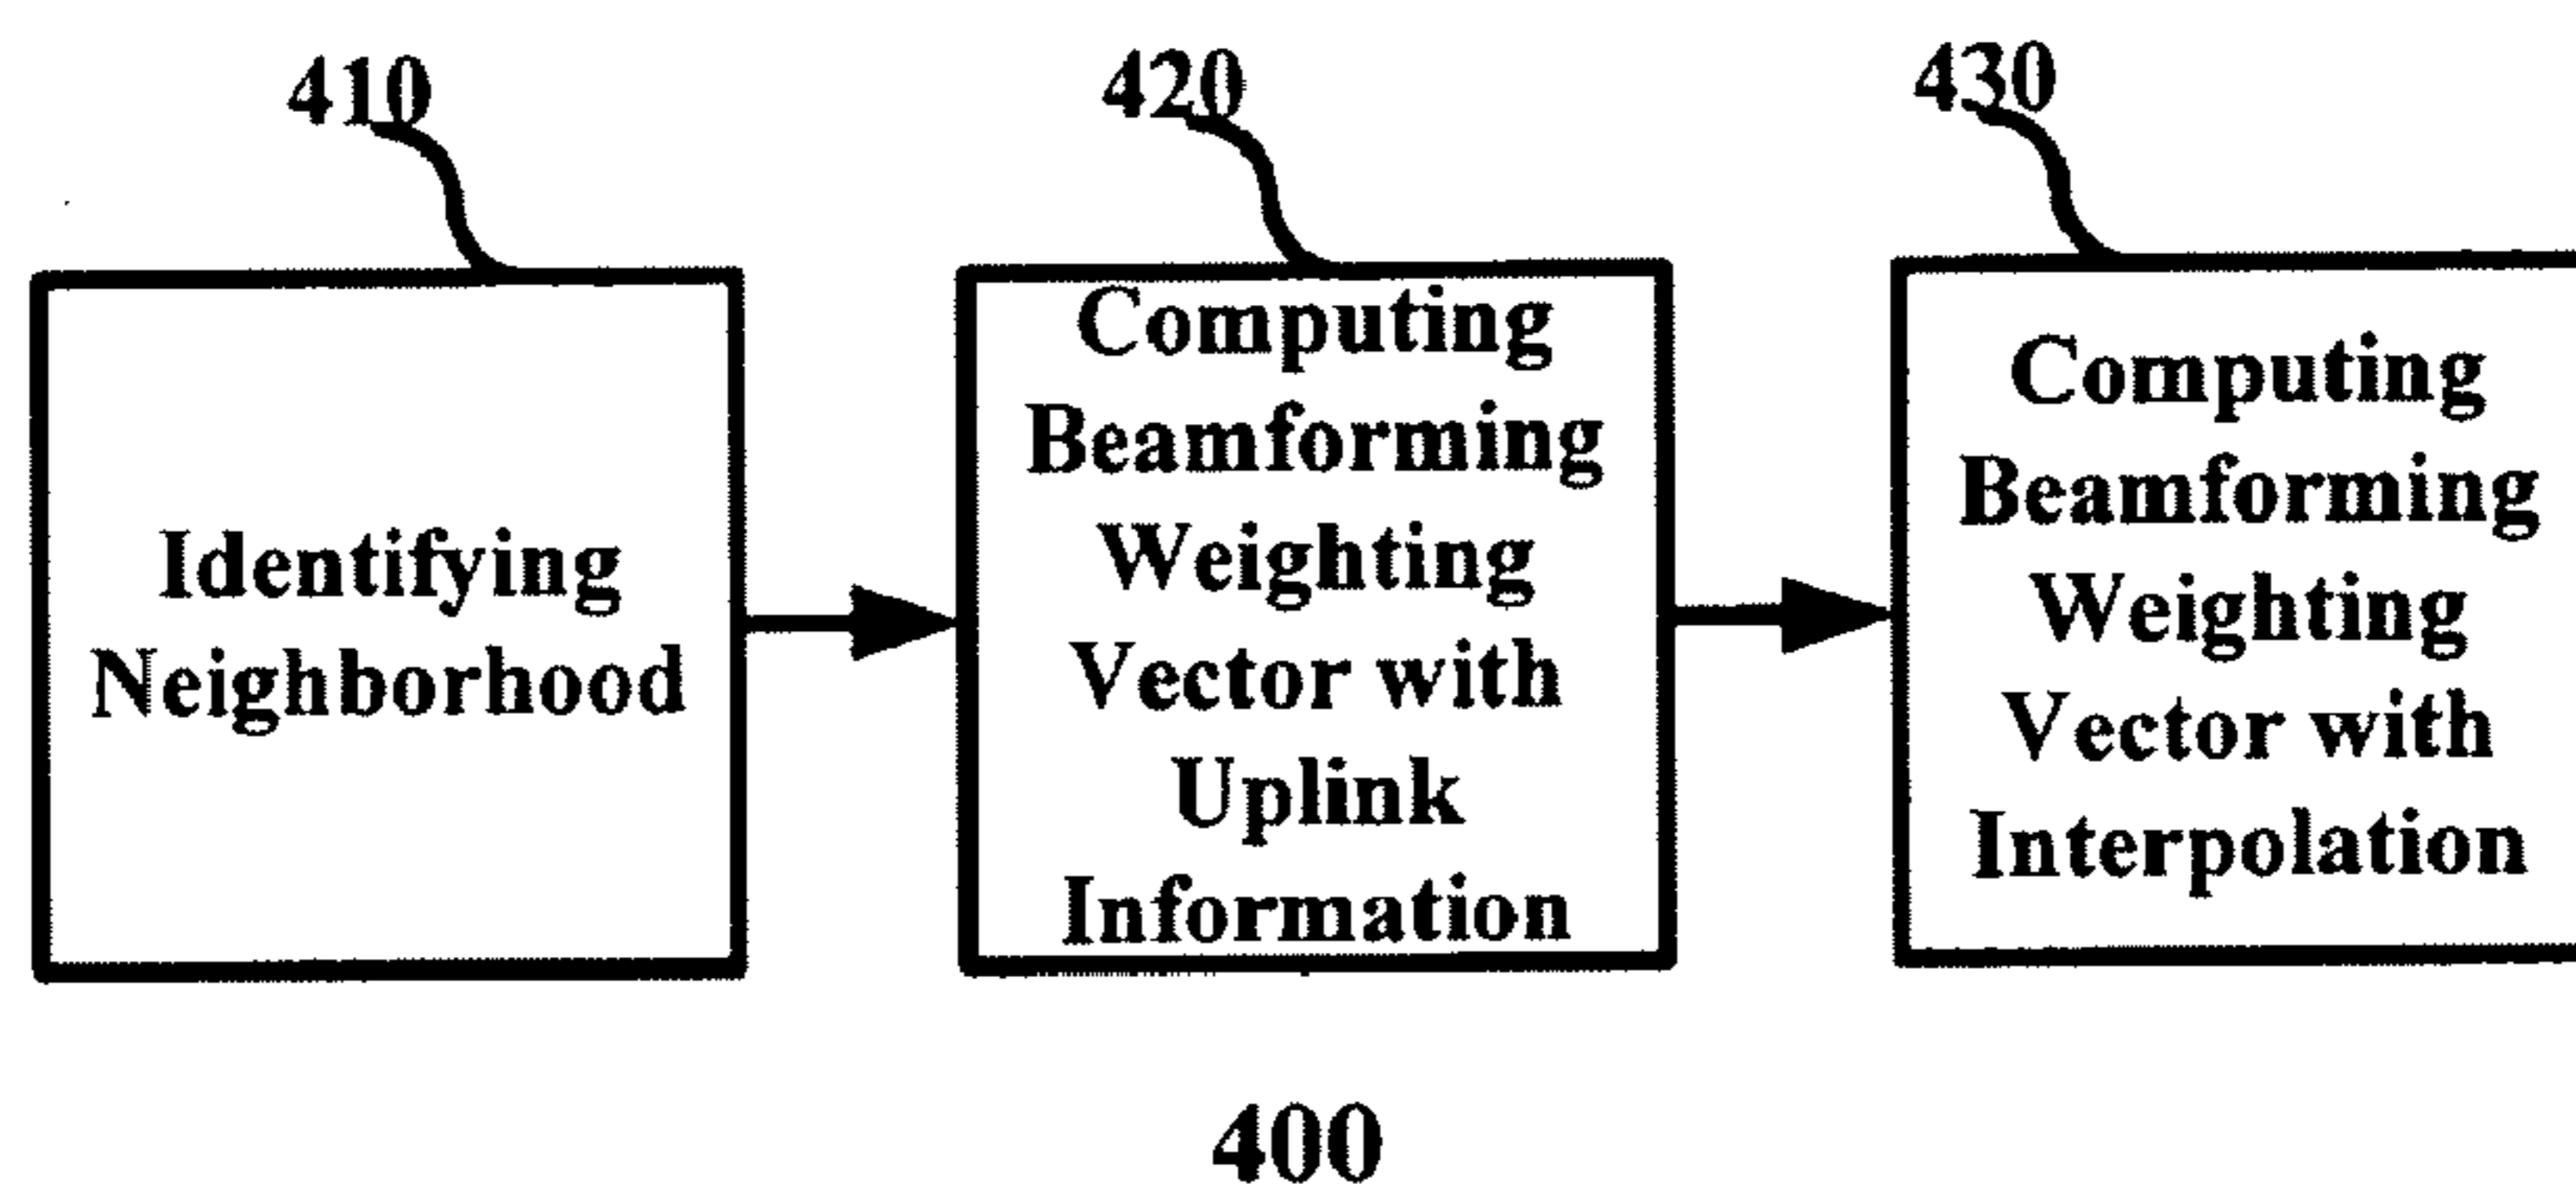 410
420
430
Identifying
Neighborhood
Computing
Beamforming
Weighting
Vector with
Uplink
Information
Computing
Beamforming
Weighting
Vector with
Interpolation
400